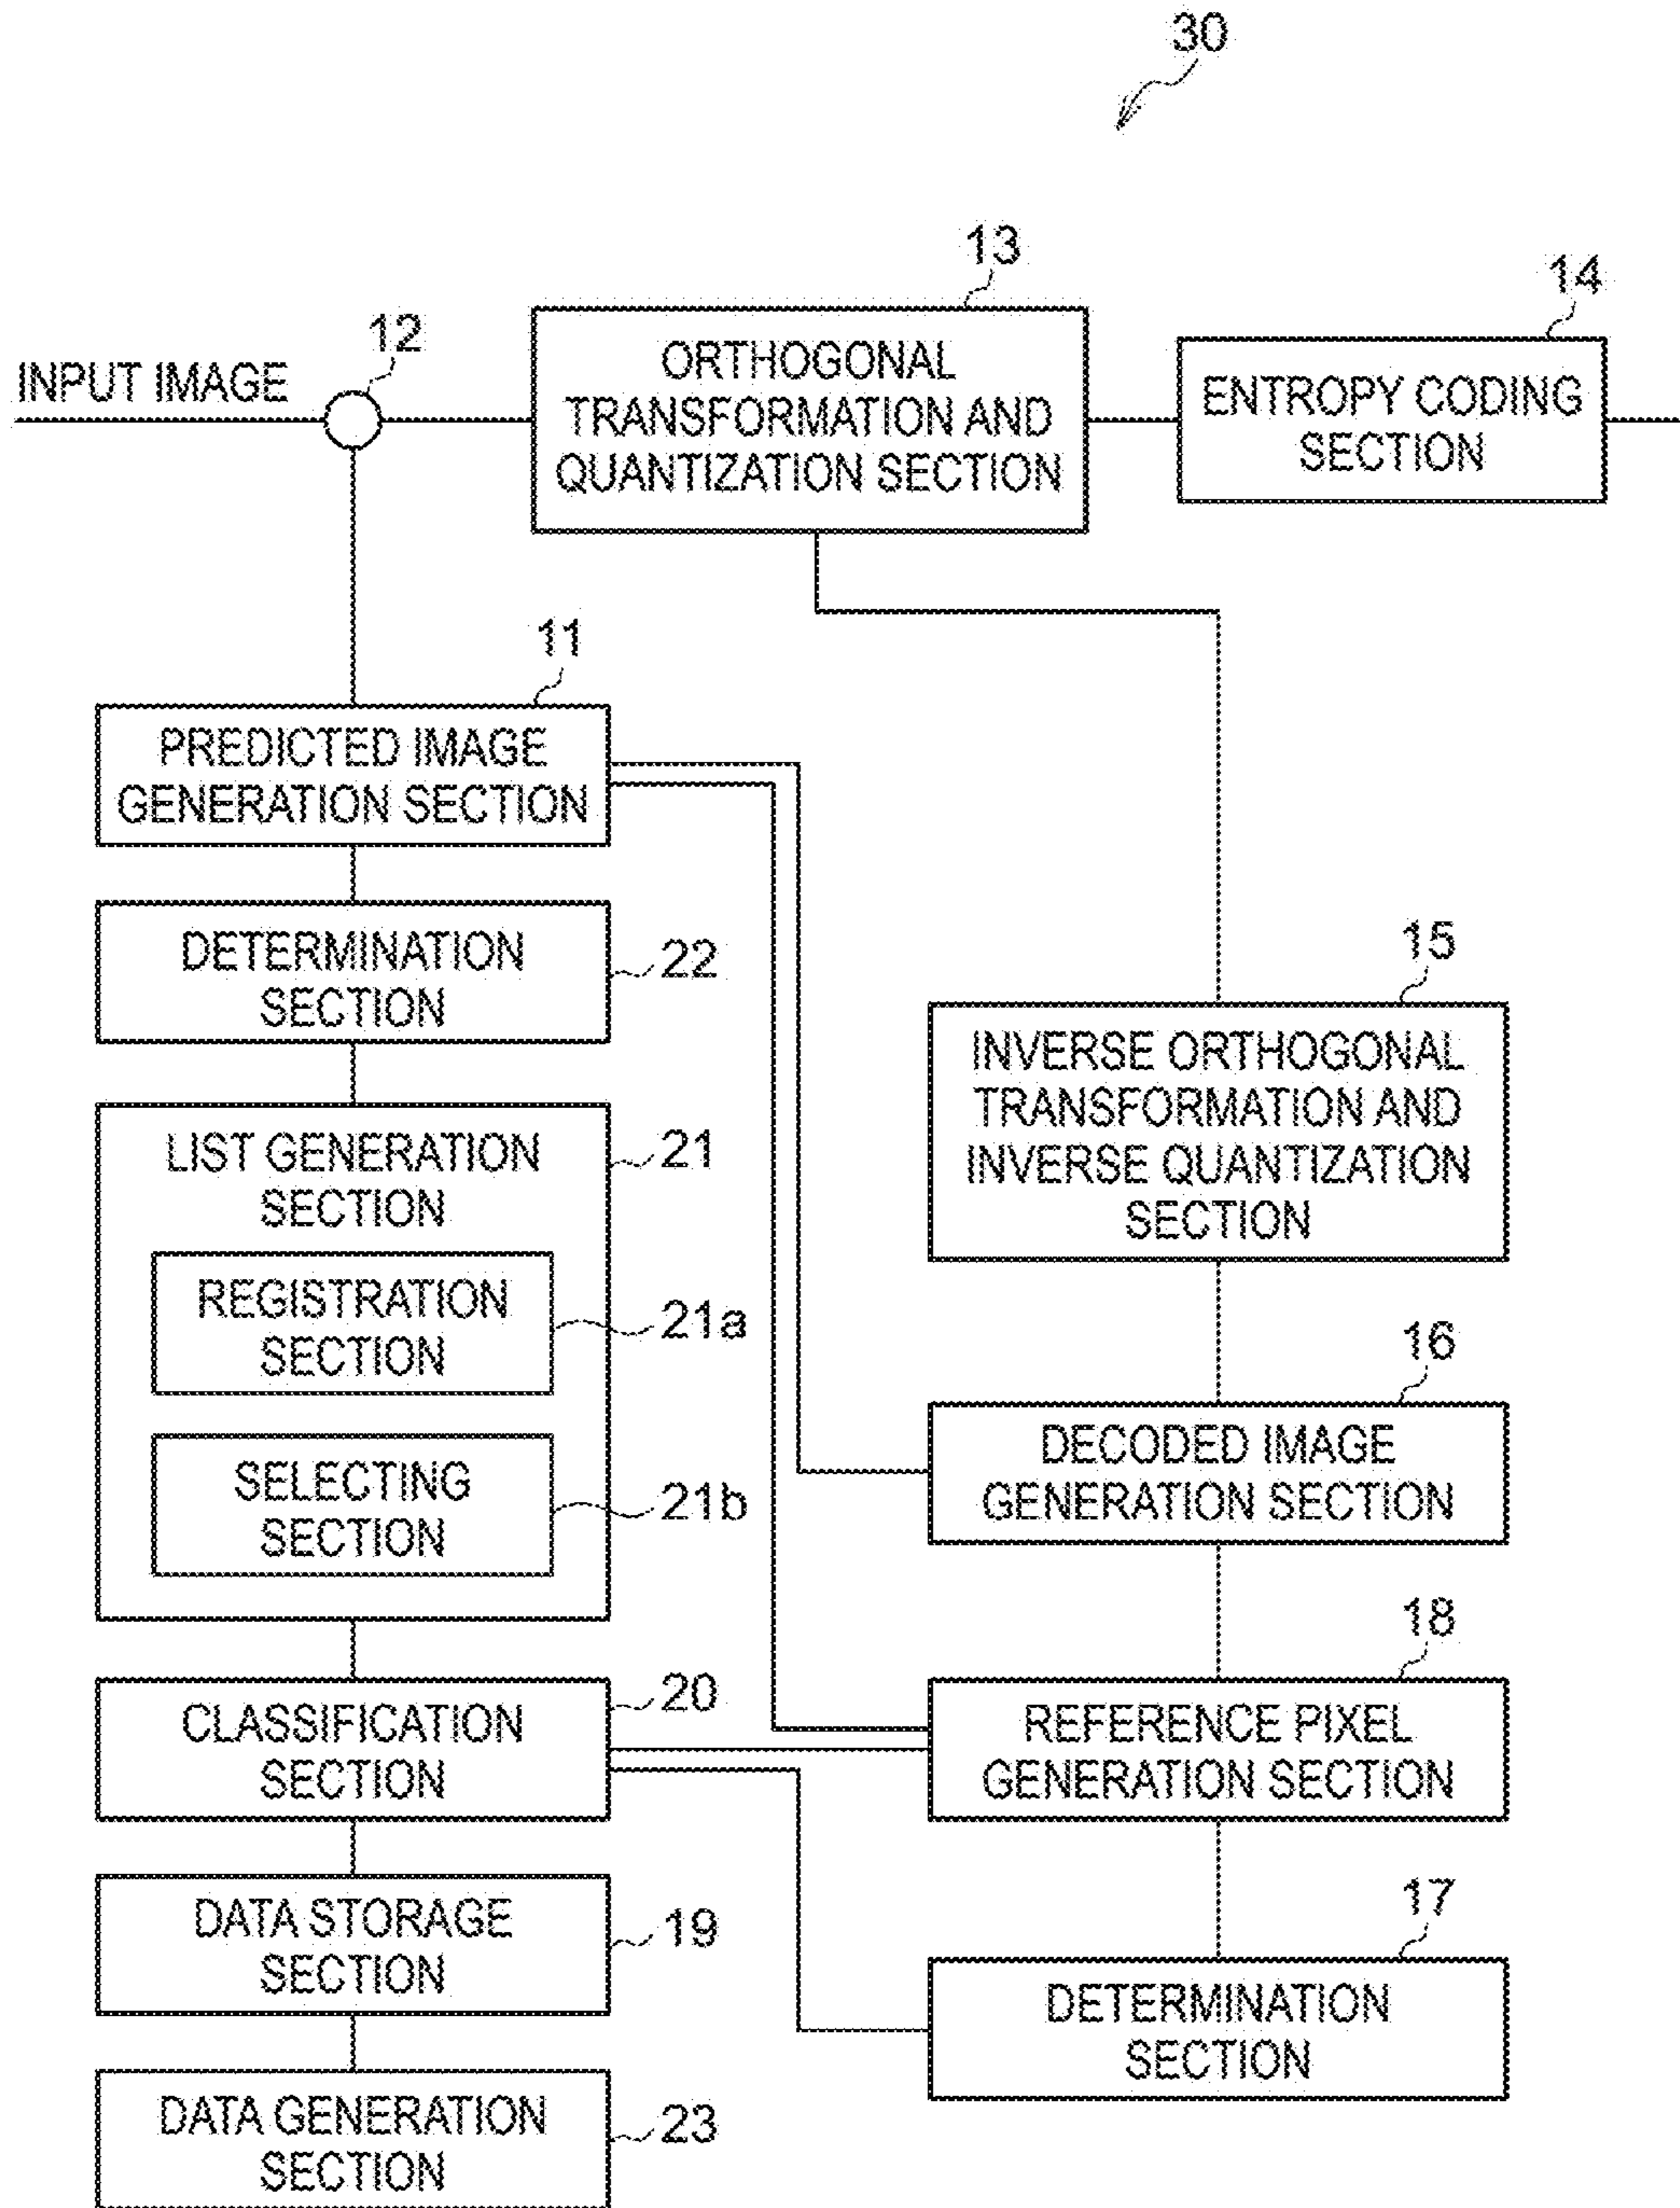 30
13
14
12
INPUT IMAGE
ORTHOGONAL
TRANSFORMATION AND
QUANTIZATION SECTION
ENTROPY CODING
SECTION
11
PREDICTED IMAGE
GENERATION SECTION
DETERMINATION
SECTION
22
15
INVERSE ORTHOGONAL
TRANSFORMATION AND
INVERSE QUANTIZATION
SECTION
LIST GENERATION
SECTION
21
REGISTRATION
SECTION
21a
SELECTING
SECTION
21b
16
DECODED IMAGE
GENERATION SECTION
18
CLASSIFICATION
SECTION
20
REFERENCE PIXEL
GENERATION SECTION
DATA STORAGE
SECTION
19
17
DETERMINATION
SECTION
DATA GENERATION
SECTION
23